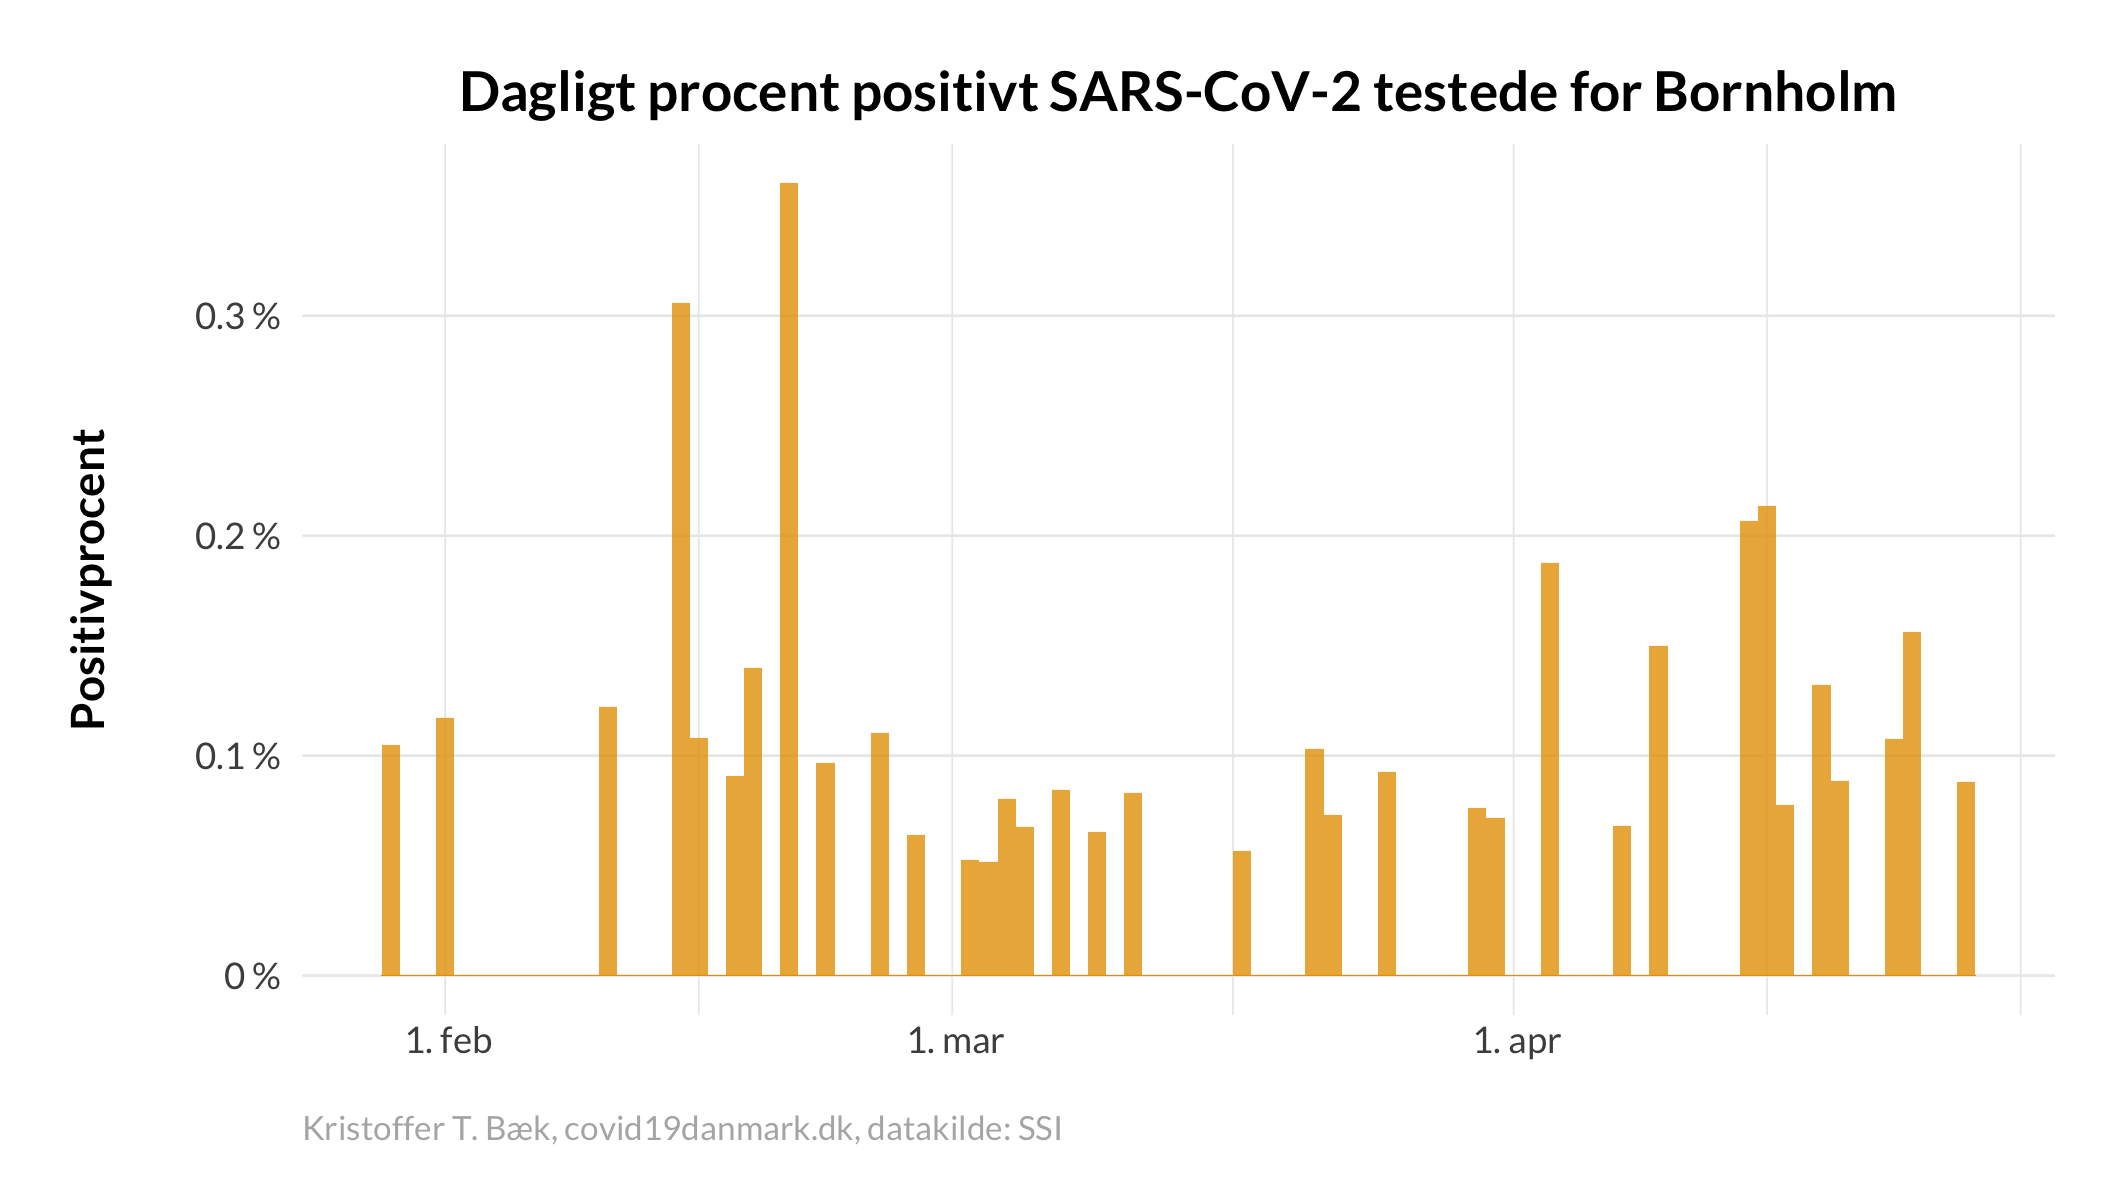 Dagligt procent positivt SARS-CoV-2 testede for Bornholm
Positivprocent
0.3 %
0.2 %
0.1 %
0 %
1. feb
1. mar
1. apr
Kristoffer T. Bæk, covid19danmark.dk, datakilde: SSI